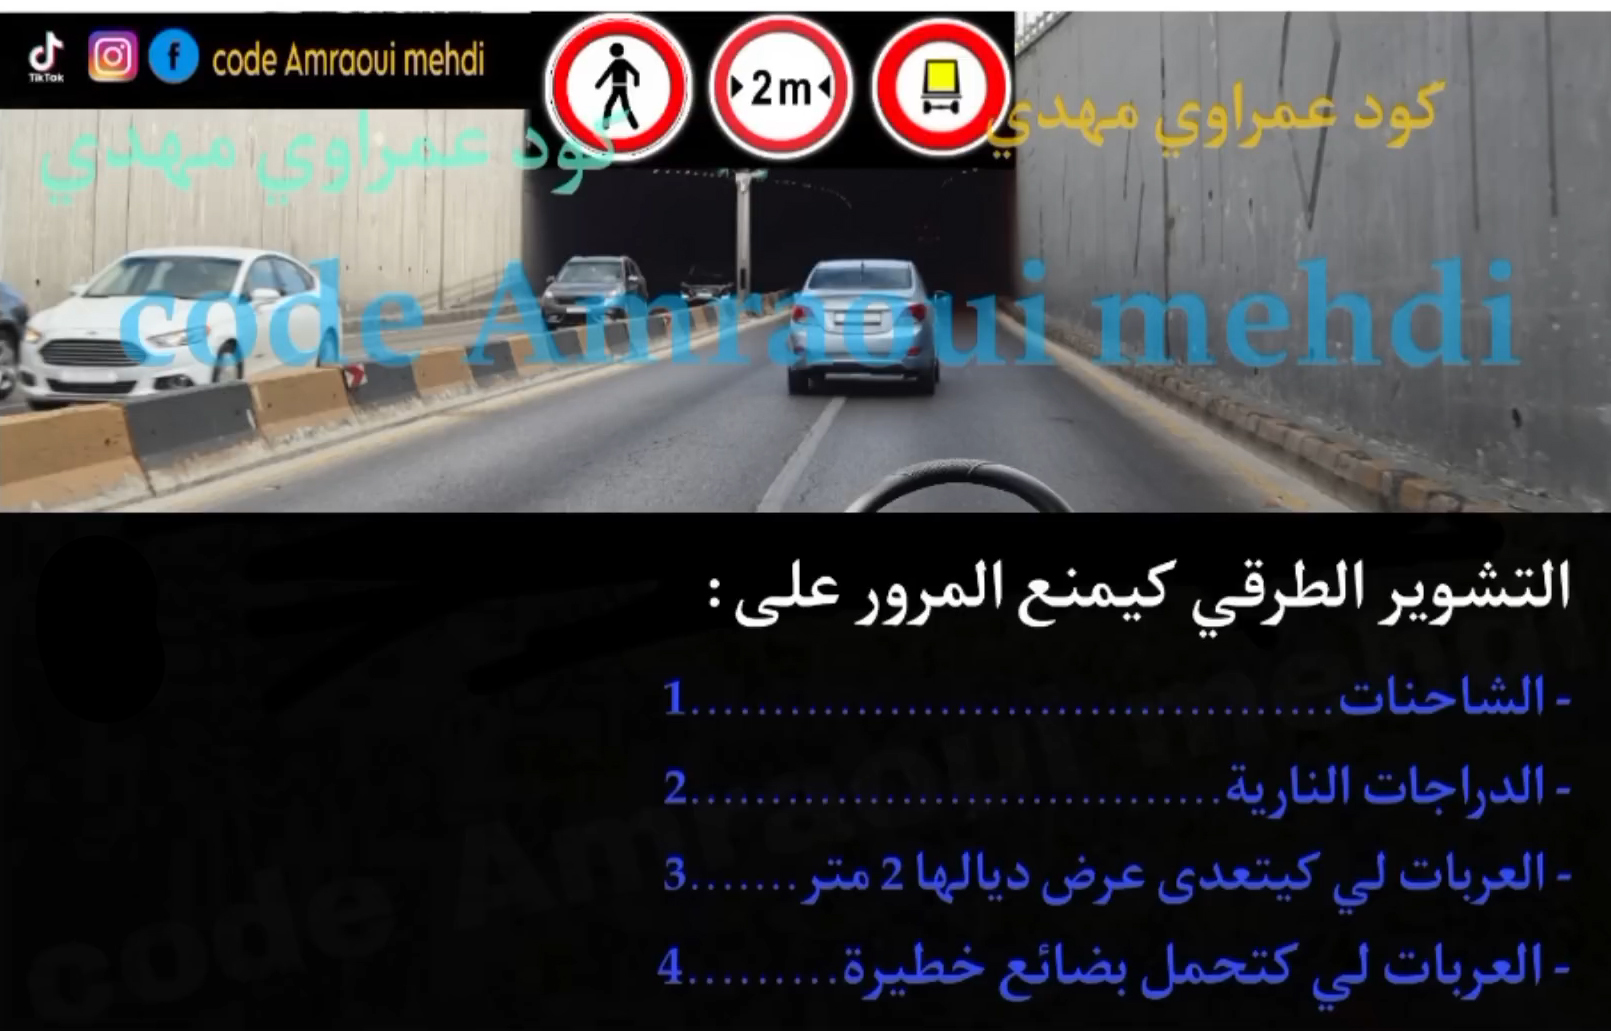 TikTok
code Amraoui mehdi
2m
كود عمراوي مهدي
كود عمراوي مهدي
code Amraoui mehdi
التشوير الطرقي كيمنع المرور على :
- الشاحنات.....................................1
- الدراجات النارية..............................2
- العربات لي كيتعدى عرض ديالها 2 متر.......3
- العربات لي كتحمل بضائع خطيرة.........4
code Amraoui mehdi